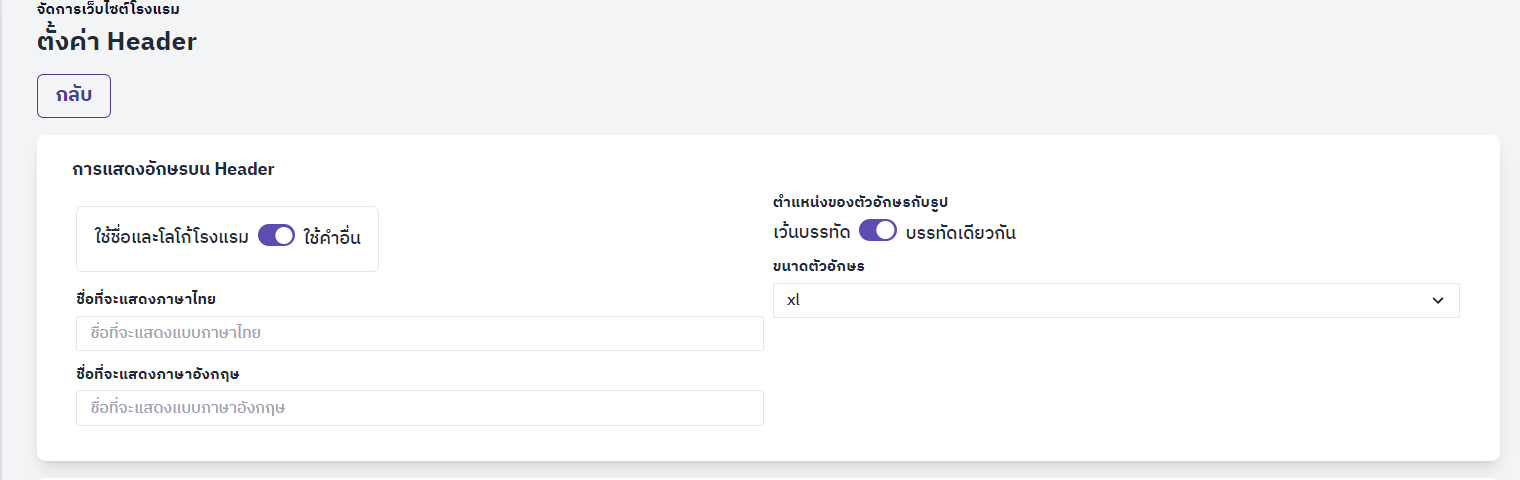 จัดการเว็บไซต์โรงแรม
ตั้งค่า Header
กลับ
การแสดงอักษรบน Header
ใช้ชื่อและโลโก้โรงแรม ใช้คำอื่น
ชื่อที่จะแสดงภาษาไทย
ชื่อที่จะแสดงแบบภาษาไทย
ชื่อที่จะแสดงภาษาอังกฤษ
ชื่อที่จะแสดงแบบภาษาอังกฤษ
ตำแหน่งของตัวอักษรกับรูป
เว้นบรรทัด บรรทัดเดียวกัน
ขนาดตัวอักษร
xl